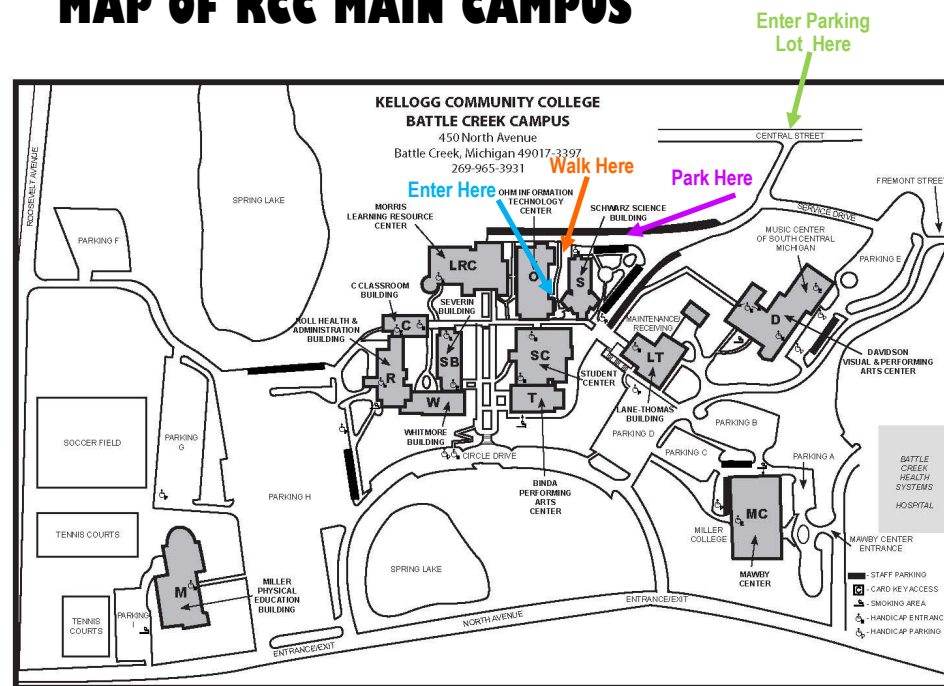 MAP OF KCC MAIN CAMPUS
Enter Parking
Lot Here
KELLOGG COMMUNITY COLLEGE
BATTLE CREEK CAMPUS
450 North Avenue
Battle Creek, Michigan 49017-3397
269-965-3931
Walk Here
Enter Here
Park Here
CENTRAL STREET
FREMONT STREET
SERVICE DRIVE
ROOSEVELT AVENUE
SPRING LAKE
PARKING F
MORRIS
LEARNING RESOURCE
CENTER
OHM INFORMATION
TECHNOLOGY
CENTER
SCHWARZ SCIENCE
BUILDING
MUSIC CENTER
OF SOUTH CENTRAL
MICHIGAN
PARKING E
LRC
O
S
C CLASSROOM
BUILDING
SEVERIN
BUILDING
ROLL HEALTH &
ADMINISTRATION
BUILDING
C
R
SB
W
SC
T
STUDENT
CENTER
MAINTENANCE/
RECEIVING
LT
D
DAVIDSON
VISUAL & PERFORMING
ARTS CENTER
LANE-THOMAS
BUILDING
PARKING D
PARKING B
PARKING C
PARKING A
WHITMORE
BUILDING
CIRCLE DRIVE
BINDA
PERFORMING
ARTS
CENTER
SOCCER FIELD
PARKING
G
PARKING H
TENNIS COURTS
M
MILLER
PHYSICAL
EDUCATION
BUILDING
TENNIS
COURTS
PARKING
I
SPRING LAKE
MILLER
COLLEGE
MC
MAWBY
CENTER
MAWBY CENTER
ENTRANCE
BATTLE
CREEK
HEALTH
SYSTEMS
HOSPITAL
ENTRANCE/EXIT
NORTH AVENUE
ENTRANCE/EXIT
- STAFF PARKING
C - CARD KEY ACCESS
- SMOKING AREA
- HANDICAP ENTRANC
- HANDICAP PARKING